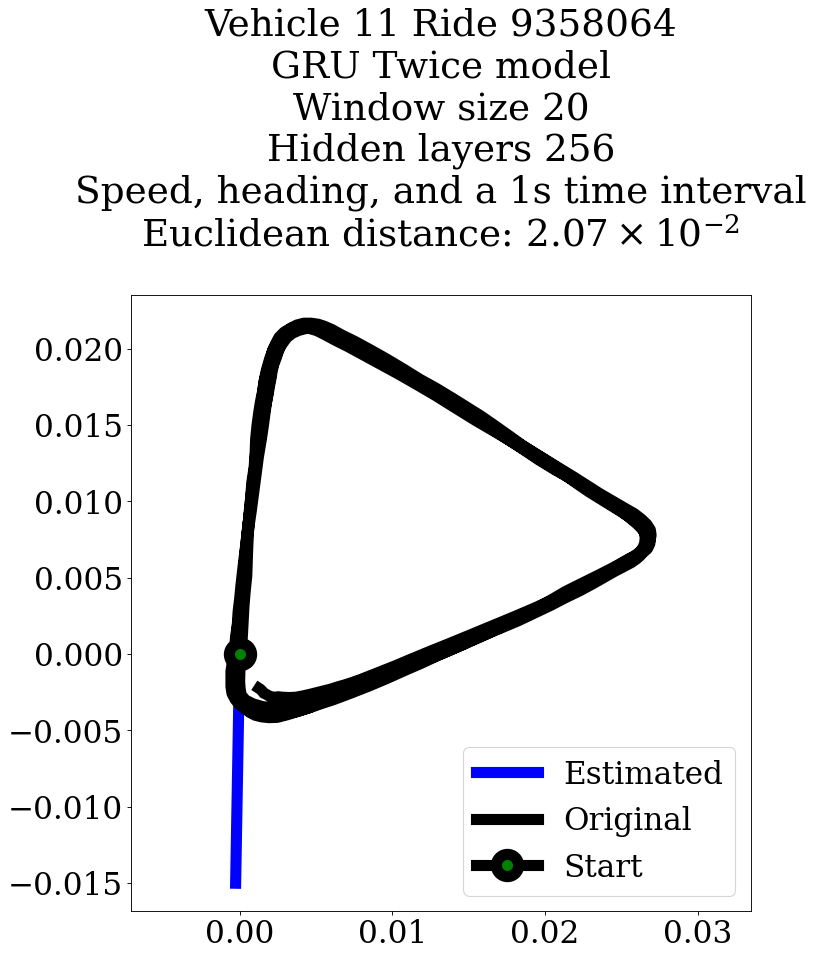 Vehicle 11 Ride 9358064
GRU Twice model
Window size 20
Hidden layers 256
Speed, heading, and a 1s time interval
Euclidean distance: 2.07 × 10⁻²
0.020
0.015
0.010
0.005
0.000
−0.005
−0.010
−0.015
Estimated
Original
Start
0.00 0.01 0.02 0.03